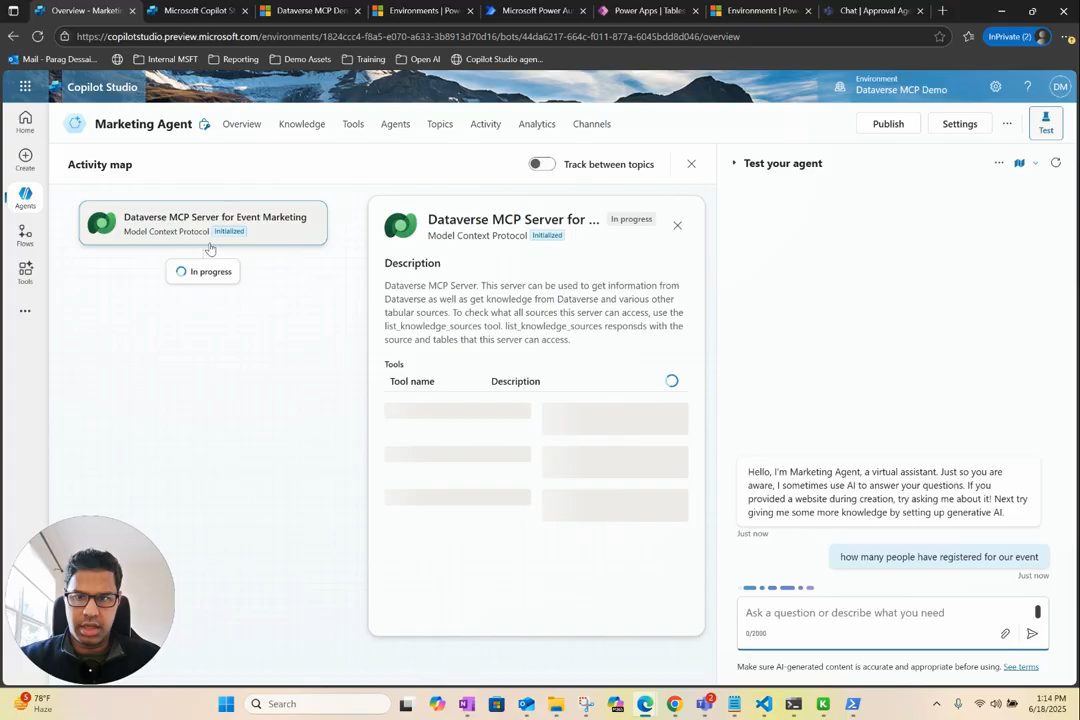 Overview - Marketing
Microsoft Copilot St
Dataverse MCP Den
Environments | Pow
Microsoft Power Au
Power Apps | Tables
Environments | Pow
Chat | Approval Age
https://copilotstudio.preview.microsoft.com/environments/1824ccc4-f8a5-e070-a633-3b8913d70d16/bots/44da6217-664c-f011-877a-6045bdd8d046/overview
InPrivate (2)
Mail - Parag Dessai...
Internal MSFT
Reporting
Demo Assets
Training
Open AI
Copilot Studio agen...
Copilot Studio
Environment
Dataverse MCP Demo
DM
Home
Create
Agents
Flows
Tools
Marketing Agent
Overview
Knowledge
Tools
Agents
Topics
Activity
Analytics
Channels
Publish
Settings
Test
Activity map
Track between topics
Dataverse MCP Server for Event Marketing
Model Context Protocol Initialized
In progress
Dataverse MCP Server for ... In progress
Model Context Protocol Initialized
Description
Dataverse MCP Server. This server can be used to get information from
Dataverse as well as get knowledge from Dataverse and various other
tabular sources. To check what all sources this server can access, use the
list_knowledge_sources tool. list_knowledge_sources responsds with the
source and tables that this server can access.
Tools
Tool name Description
Test your agent
Hello, I'm Marketing Agent, a virtual assistant. Just so you are
aware, I sometimes use AI to answer your questions. If you
provided a website during creation, try asking me about it! Next try
giving me some more knowledge by setting up generative AI.
Just now
how many people have registered for our event
Just now
Ask a question or describe what you need
0/2000
Make sure AI-generated content is accurate and appropriate before using. See terms
5
78°F
Haze
Search
2
1:14 PM
6/18/2025